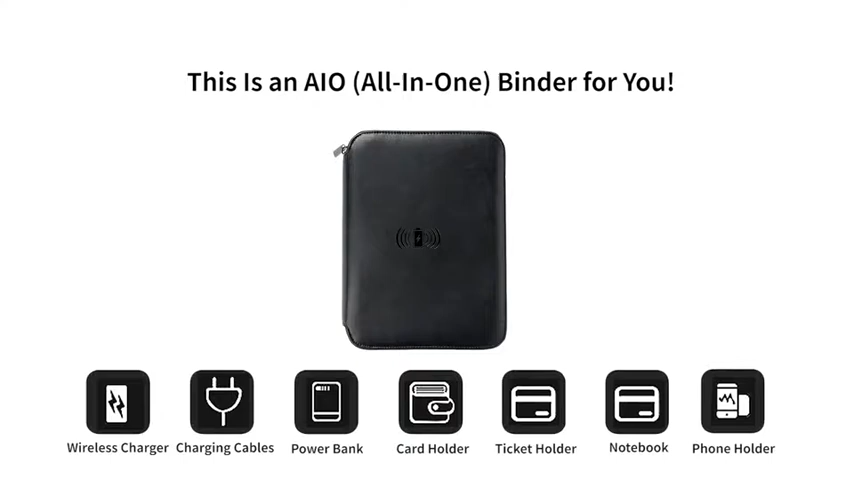 This Is an AIO (All-In-One) Binder for You!
Wireless Charger Charging Cables Power Bank Card Holder Ticket Holder Notebook Phone Holder